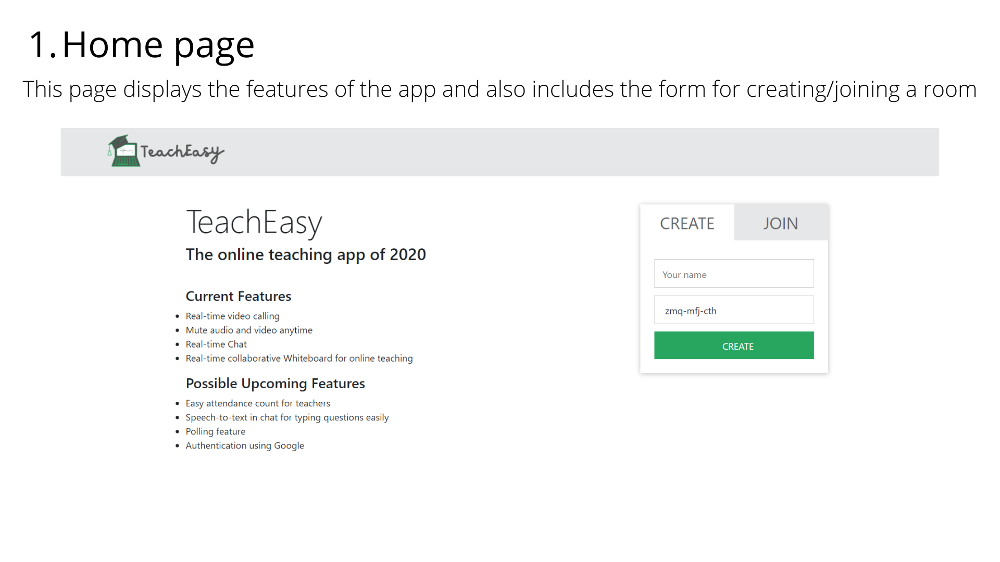 1. Home page
This page displays the features of the app and also includes the form for creating/joining a room
TeachEasy
TeachEasy
The online teaching app of 2020
Current Features
Real-time video calling
Mute audio and video anytime
Real-time Chat
Real-time collaborative Whiteboard for online teaching
Possible Upcoming Features
Easy attendance count for teachers
Speech-to-text in chat for typing questions easily
Polling feature
Authentication using Google
CREATE
JOIN
Your name
zmq-mfj-cth
CREATE